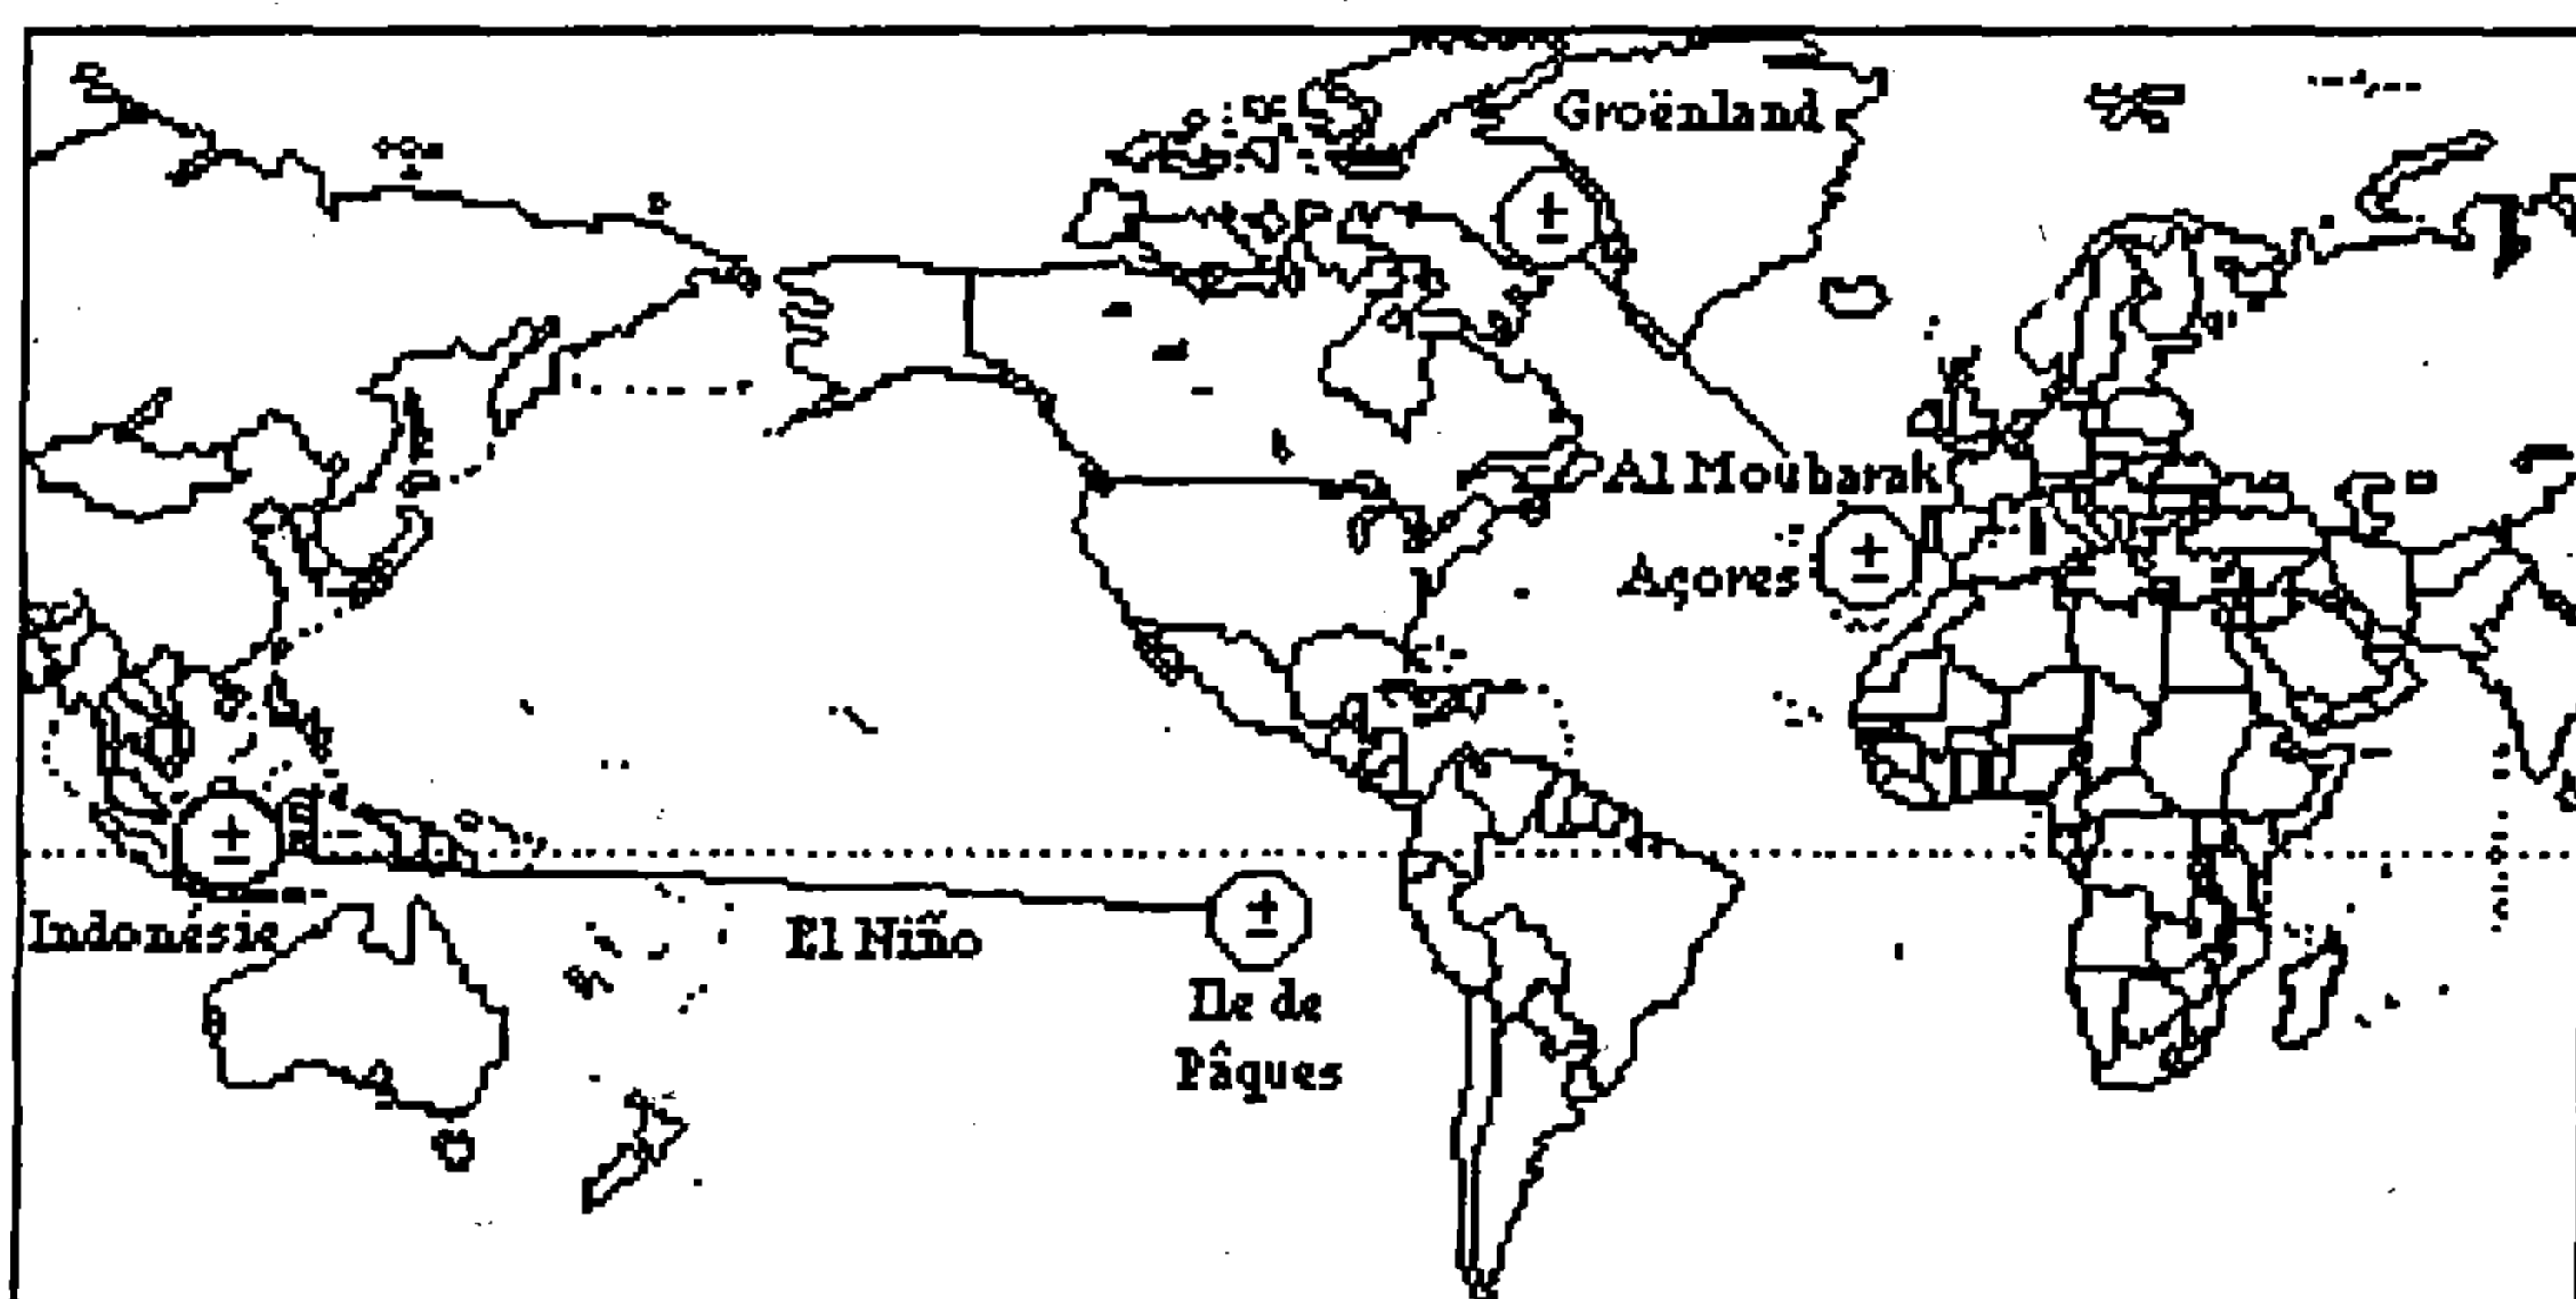 Groënland
±
Al Moubarak
±
Açores
±
±
Indonésie
El Niño
Ile de
Pâques